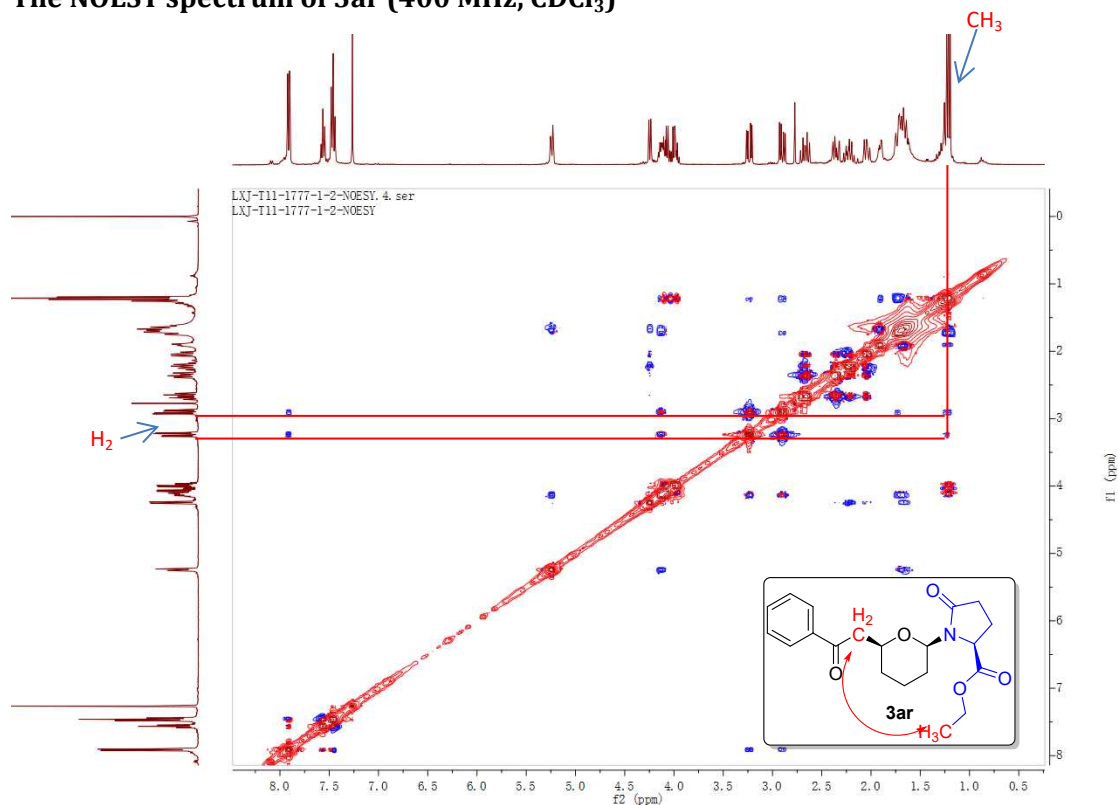 The NOESY spectrum of 3ar (400 MHz, CDCl₃)
CH₃
LXJ-T11-1777-1-2-NOESY.4.ser
LXJ-T11-1777-1-2-NOESY
H₂
0
1
2
3
4
5
6
7
8
f1 (ppm)
O
H₂
C
O
N
O
O
O
3ar
H₃C
8.0 7.5 7.0 6.5 6.0 5.5 5.0 4.5 4.0 3.5 3.0 2.5 2.0 1.5 1.0 0.5
f2 (ppm)